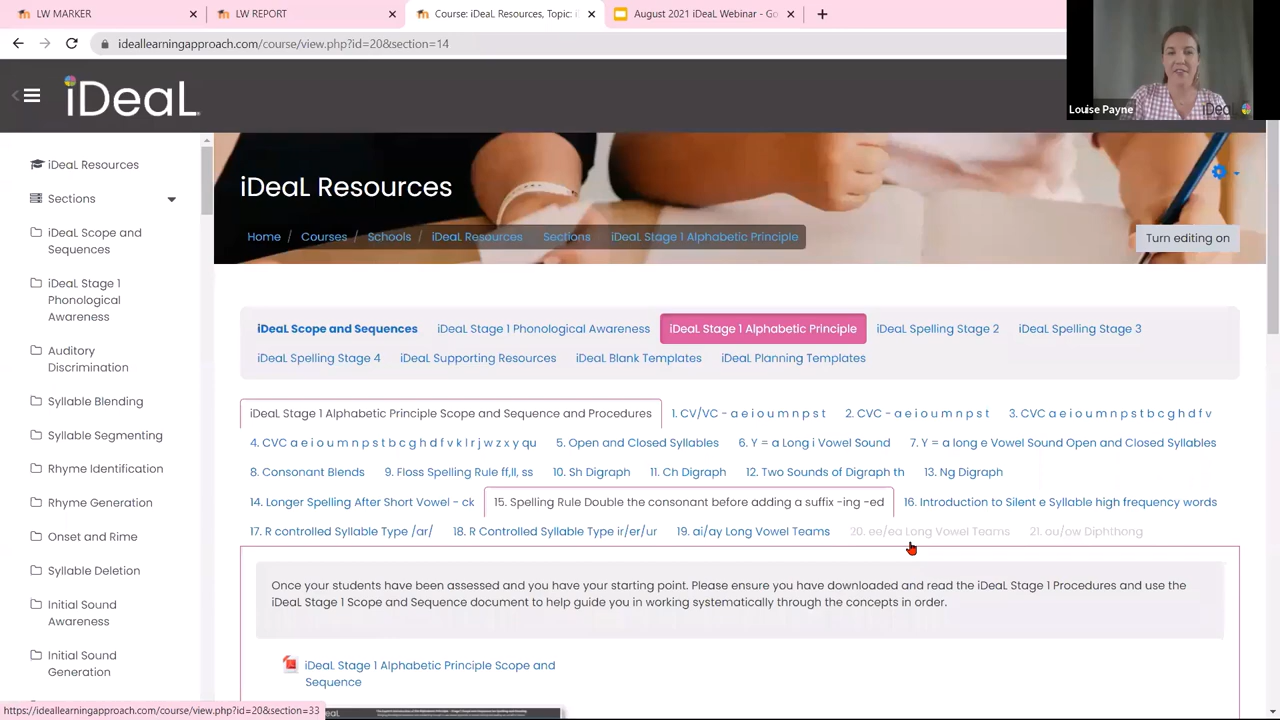 LW MARKER
LW REPORT
Course: iDeaL Resources, Topic: i
August 2021 iDeaL Webinar - Go
ideallearningapproach.com/course/view.php?id=20&section=14
Louise Payne
iDeaL
iDeaL
iDeaL Resources
Sections
iDeaL Scope and
Sequences
iDeaL Stage 1
Phonological
Awareness
Auditory
Discrimination
Syllable Blending
Syllable Segmenting
Rhyme Identification
Rhyme Generation
Onset and Rime
Syllable Deletion
Initial Sound
Awareness
Initial Sound
Generation
iDeaL Resources
Home / Courses / Schools / iDeaL Resources / Sections / iDeaL Stage 1 Alphabetic Principle
Turn editing on
iDeaL Scope and Sequences iDeaL Stage 1 Phonological Awareness iDeaL Stage 1 Alphabetic Principle iDeaL Spelling Stage 2 iDeaL Spelling Stage 3
iDeaL Spelling Stage 4 iDeaL Supporting Resources iDeaL Blank Templates iDeaL Planning Templates
iDeaL Stage 1 Alphabetic Principle Scope and Sequence and Procedures 1. CV/VC - a e i o u m n p s t 2. CVC - a e i o u m n p s t 3. CVC a e i o u m n p s t b c g h d f v
4. CVC a e i o u m n p s t b c g h d f v k l r j w z x y qu 5. Open and Closed Syllables 6. Y = a Long i Vowel Sound 7. Y = a long e Vowel Sound Open and Closed Syllables
8. Consonant Blends 9. Floss Spelling Rule ff,ll, ss 10. Sh Digraph 11. Ch Digraph 12. Two Sounds of Digraph th 13. Ng Digraph
14. Longer Spelling After Short Vowel - ck 15. Spelling Rule Double the consonant before adding a suffix -ing -ed 16. Introduction to Silent e Syllable high frequency words
17. R controlled Syllable Type /ar/ 18. R Controlled Syllable Type ir/er/ur 19. ai/ay Long Vowel Teams 20. ee/ea Long Vowel Teams 21. ou/ow Diphthong
Once your students have been assessed and you have your starting point. Please ensure you have downloaded and read the iDeaL Stage 1 Procedures and use the
iDeaL Stage 1 Scope and Sequence document to help guide you in working systematically through the concepts in order.
iDeaL Stage 1 Alphabetic Principle Scope and
Sequence
https://ideallearningapproach.com/course/view.php?id=20&section=33